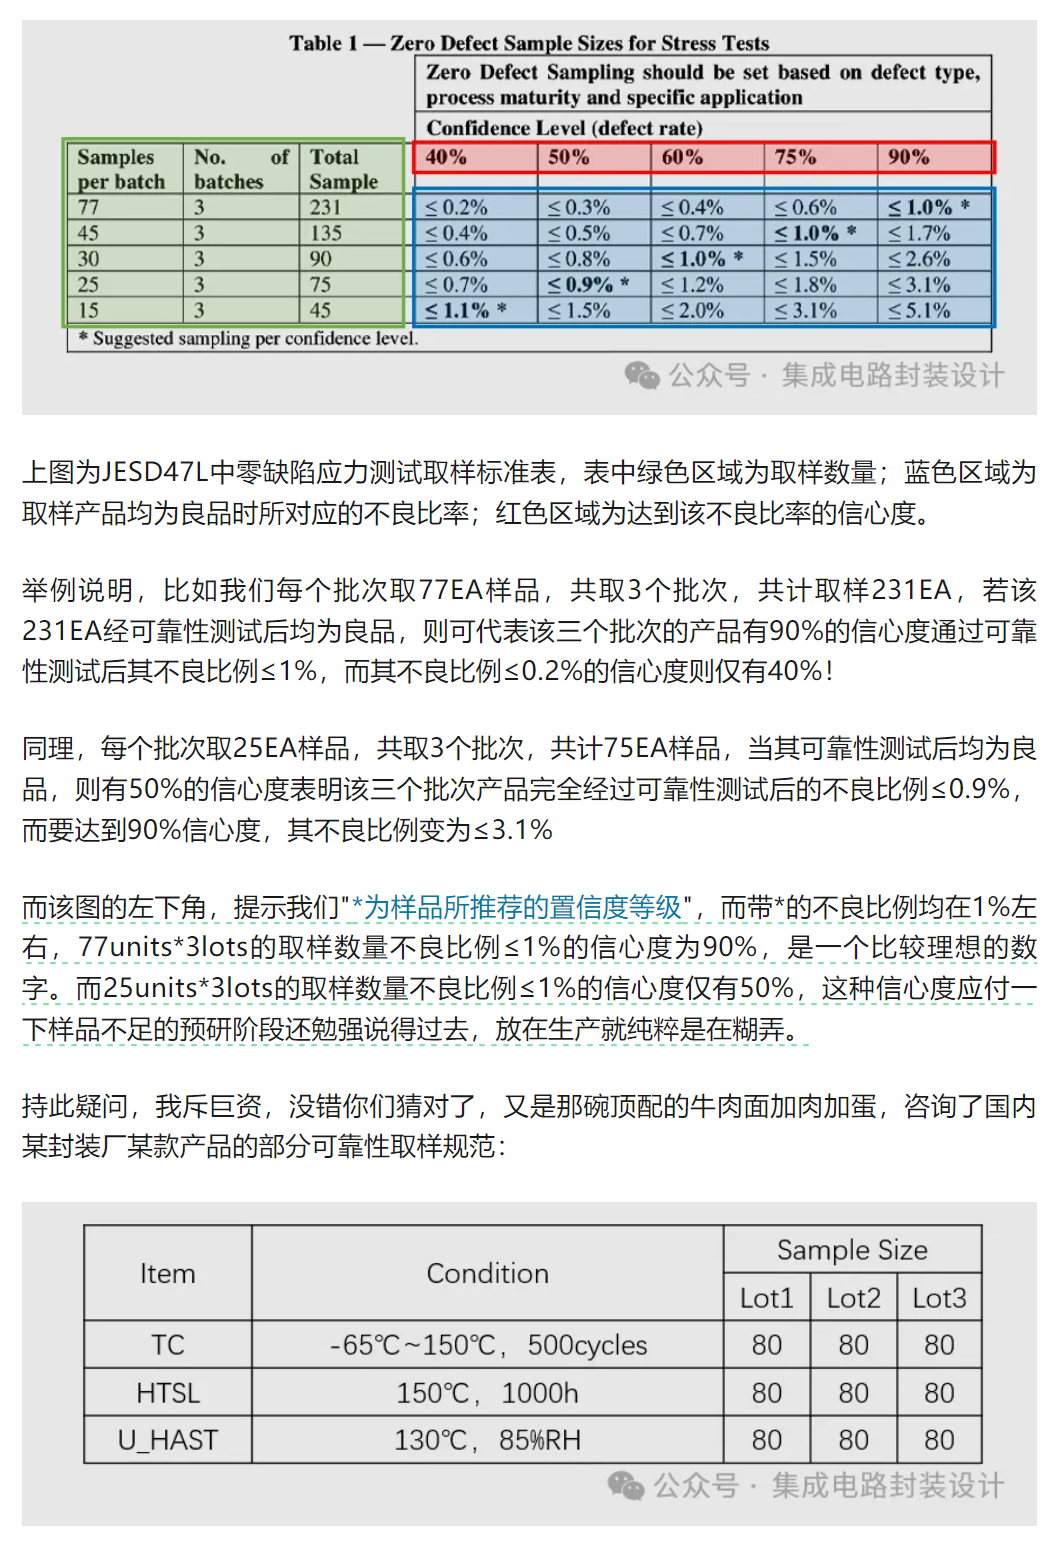 Table 1 — Zero Defect Sample Sizes for Stress Tests
Zero Defect Sampling should be set based on defect type,
process maturity and specific application
Confidence Level (defect rate)
Samples per batch No. of batches Total Sample 40% 50% 60% 75% 90%
77 3 231 ≤ 0.2% ≤ 0.3% ≤ 0.4% ≤ 0.6% ≤ 1.0% *
45 3 135 ≤ 0.4% ≤ 0.5% ≤ 0.7% ≤ 1.0% * ≤ 1.7%
30 3 90 ≤ 0.6% ≤ 0.8% ≤ 1.0% * ≤ 1.5% ≤ 2.6%
25 3 75 ≤ 0.7% ≤ 0.9% * ≤ 1.2% ≤ 1.8% ≤ 3.1%
15 3 45 ≤ 1.1% * ≤ 1.5% ≤ 2.0% ≤ 3.1% ≤ 5.1%
* Suggested sampling per confidence level.
公众号 · 集成电路封装设计
上图为JESD47L中零缺陷应力测试取样标准表，表中绿色区域为取样数量；蓝色区域为
取样产品均为良品时所对应的不良比率；红色区域为达到该不良比率的信心度。
举例说明，比如我们每个批次取77EA样品，共取3个批次，共计取样231EA，若该
231EA经可靠性测试后均为良品，则可代表该三个批次的产品有90%的信心度通过可靠
性测试后其不良比例≤1%，而其不良比例≤0.2%的信心度则仅有40%！
同理，每个批次取25EA样品，共取3个批次，共计75EA样品，当其可靠性测试后均为良
品，则有50%的信心度表明该三个批次产品完全经过可靠性测试后的不良比例≤0.9%，
而要达到90%信心度，其不良比例变为≤3.1%
而该图的左下角，提示我们"*为样品所推荐的置信度等级"，而带*的不良比例均在1%左
右，77units*3lots的取样数量不良比例≤1%的信心度为90%，是一个比较理想的数
字。而25units*3lots的取样数量不良比例≤1%的信心度仅有50%，这种信心度应付一
下样品不足的预研阶段还勉强说得过去，放在生产就纯粹是在糊弄。
持此疑问，我斥巨资，没错你们猜对了，又是那碗顶配的牛肉面加肉加蛋，咨询了国内
某封装厂某款产品的部分可靠性取样规范：
Item Condition Sample Size
Lot1 Lot2 Lot3
TC -65℃~150℃，500cycles 80 80 80
HTSL 150℃，1000h 80 80 80
U_HAST 130℃，85%RH 80 80 80
公众号 · 集成电路封装设计